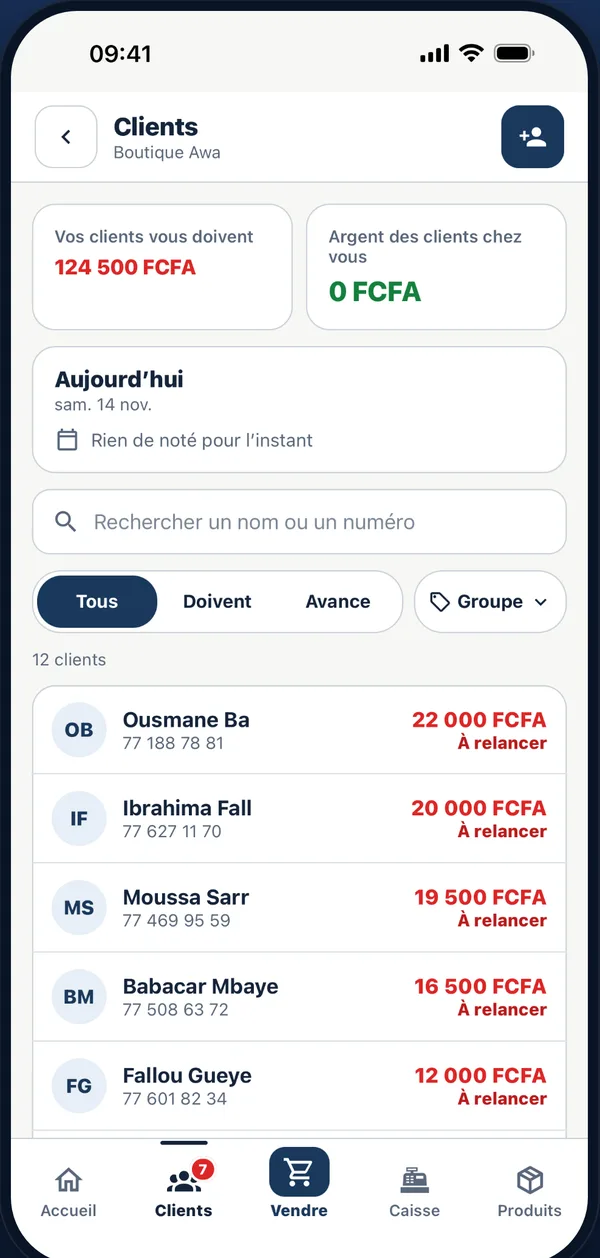 09:41
Clients
Boutique Awa
Vos clients vous doivent
124 500 FCFA
Argent des clients chez
vous
0 FCFA
Aujourd’hui
sam. 14 nov.
Rien de noté pour l’instant
Rechercher un nom ou un numéro
Tous
Doivent
Avance
Groupe
12 clients
OB
Ousmane Ba
77 188 78 81
22 000 FCFA
À relancer
IF
Ibrahima Fall
77 627 11 70
20 000 FCFA
À relancer
MS
Moussa Sarr
77 469 95 59
19 500 FCFA
À relancer
BM
Babacar Mbaye
77 508 63 72
16 500 FCFA
À relancer
FG
Fallou Gueye
77 601 82 34
12 000 FCFA
À relancer
Accueil
7
Clients
Vendre
Caisse
Produits